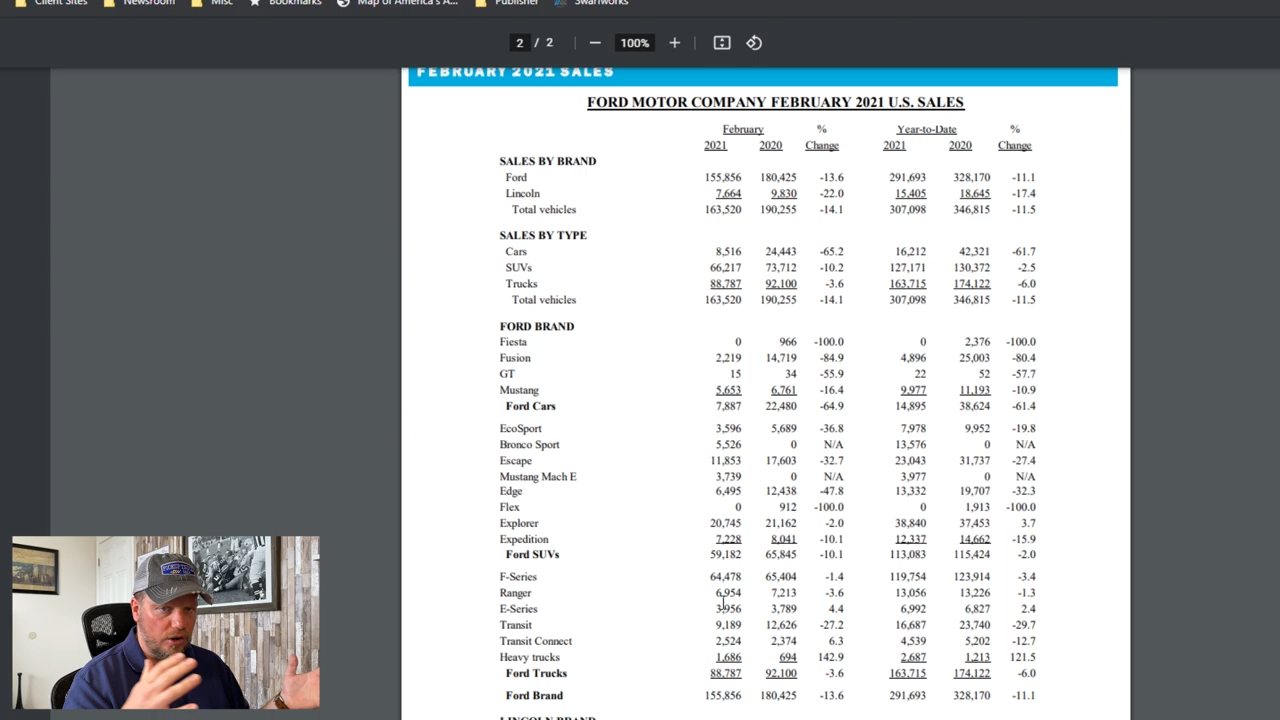 Client Sites Newsroom Misc Bookmarks Map of America's A... Publisher Swartworks
2 / 2 100%
FEBRUARY 2021 SALES
FORD MOTOR COMPANY FEBRUARY 2021 U.S. SALES
February % Year-to-Date %
2021 2020 Change 2021 2020 Change
SALES BY BRAND
Ford 155,856 180,425 -13.6 291,693 328,170 -11.1
Lincoln 7,664 9,830 -22.0 15,405 18,645 -17.4
Total vehicles 163,520 190,255 -14.1 307,098 346,815 -11.5
SALES BY TYPE
Cars 8,516 24,443 -65.2 16,212 42,321 -61.7
SUVs 66,217 73,712 -10.2 127,171 130,372 -2.5
Trucks 88,787 92,100 -3.6 163,715 174,122 -6.0
Total vehicles 163,520 190,255 -14.1 307,098 346,815 -11.5
FORD BRAND
Fiesta 0 966 -100.0 0 2,376 -100.0
Fusion 2,219 14,719 -84.9 4,896 25,003 -80.4
GT 15 34 -55.9 22 52 -57.7
Mustang 5,653 6,761 -16.4 9,977 11,193 -10.9
Ford Cars 7,887 22,480 -64.9 14,895 38,624 -61.4
EcoSport 3,596 5,689 -36.8 7,978 9,952 -19.8
Bronco Sport 5,526 0 N/A 13,576 0 N/A
Escape 11,853 17,603 -32.7 23,043 31,737 -27.4
Mustang Mach E 3,739 0 N/A 3,977 0 N/A
Edge 6,495 12,438 -47.8 13,332 19,707 -32.3
Flex 0 912 -100.0 0 1,913 -100.0
Explorer 20,745 21,162 -2.0 38,840 37,453 3.7
Expedition 7,228 8,041 -10.1 12,337 14,662 -15.9
Ford SUVs 59,182 65,845 -10.1 113,083 115,424 -2.0
F-Series 64,478 65,404 -1.4 119,754 123,914 -3.4
Ranger 6,954 7,213 -3.6 13,056 13,226 -1.3
E-Series 3,956 3,789 4.4 6,992 6,827 2.4
Transit 9,189 12,626 -27.2 16,687 23,740 -29.7
Transit Connect 2,524 2,374 6.3 4,539 5,202 -12.7
Heavy trucks 1,686 694 142.9 2,687 1,213 121.5
Ford Trucks 88,787 92,100 -3.6 163,715 174,122 -6.0
Ford Brand 155,856 180,425 -13.6 291,693 328,170 -11.1
LINCOLN BRAND